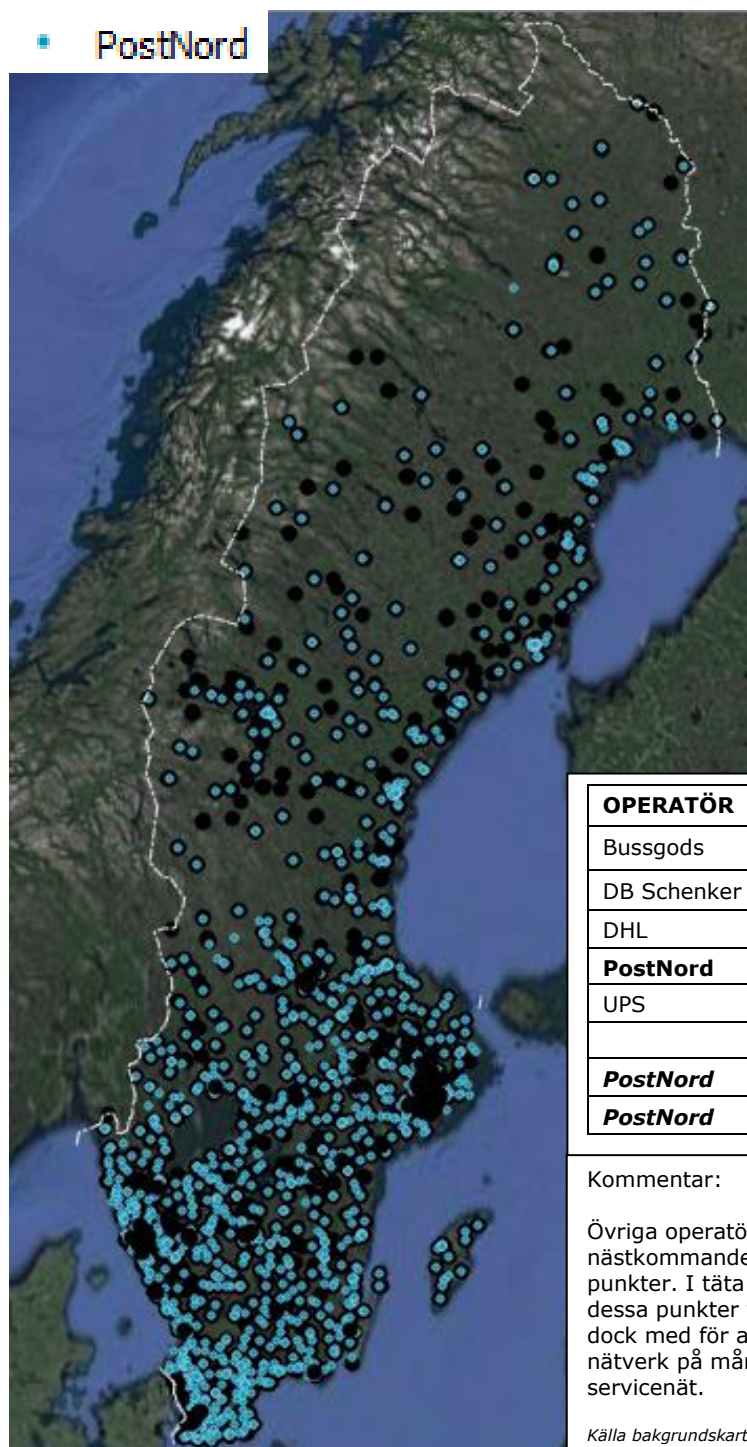 PostNord
OPERATÖR
Bussgods
DB Schenker
DHL
PostNord
UPS
PostNord
PostNord
Kommentar:
Övriga operatö
nästkommande
punkter. I täta
dessa punkter
dock med för a
nätverk på mån
servicenät.
Källa bakgrundskart